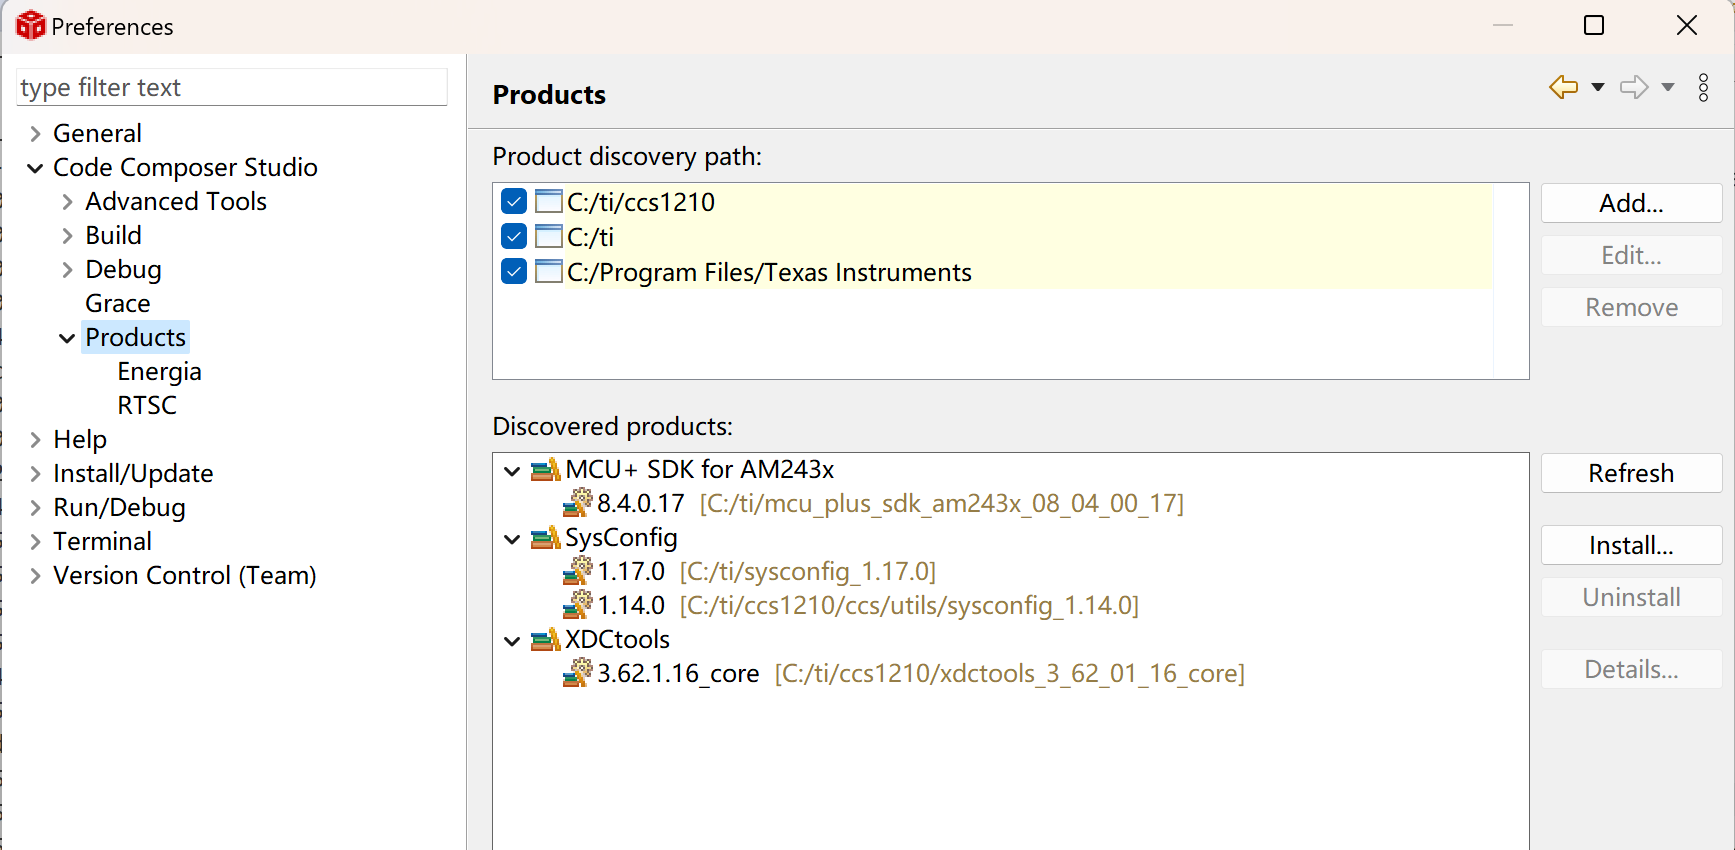 Preferences
type filter text
General
Code Composer Studio
Advanced Tools
Build
Debug
Grace
Products
Energia
RTSC
Help
Install/Update
Run/Debug
Terminal
Version Control (Team)
Products
Product discovery path:
C:/ti/ccs1210
C:/ti
C:/Program Files/Texas Instruments
Add...
Edit...
Remove
Discovered products:
MCU+ SDK for AM243x
8.4.0.17 [C:/ti/mcu_plus_sdk_am243x_08_04_00_17]
SysConfig
1.17.0 [C:/ti/sysconfig_1.17.0]
1.14.0 [C:/ti/ccs1210/ccs/utils/sysconfig_1.14.0]
XDCtools
3.62.1.16_core [C:/ti/ccs1210/xdctools_3_62_01_16_core]
Refresh
Install...
Uninstall
Details...